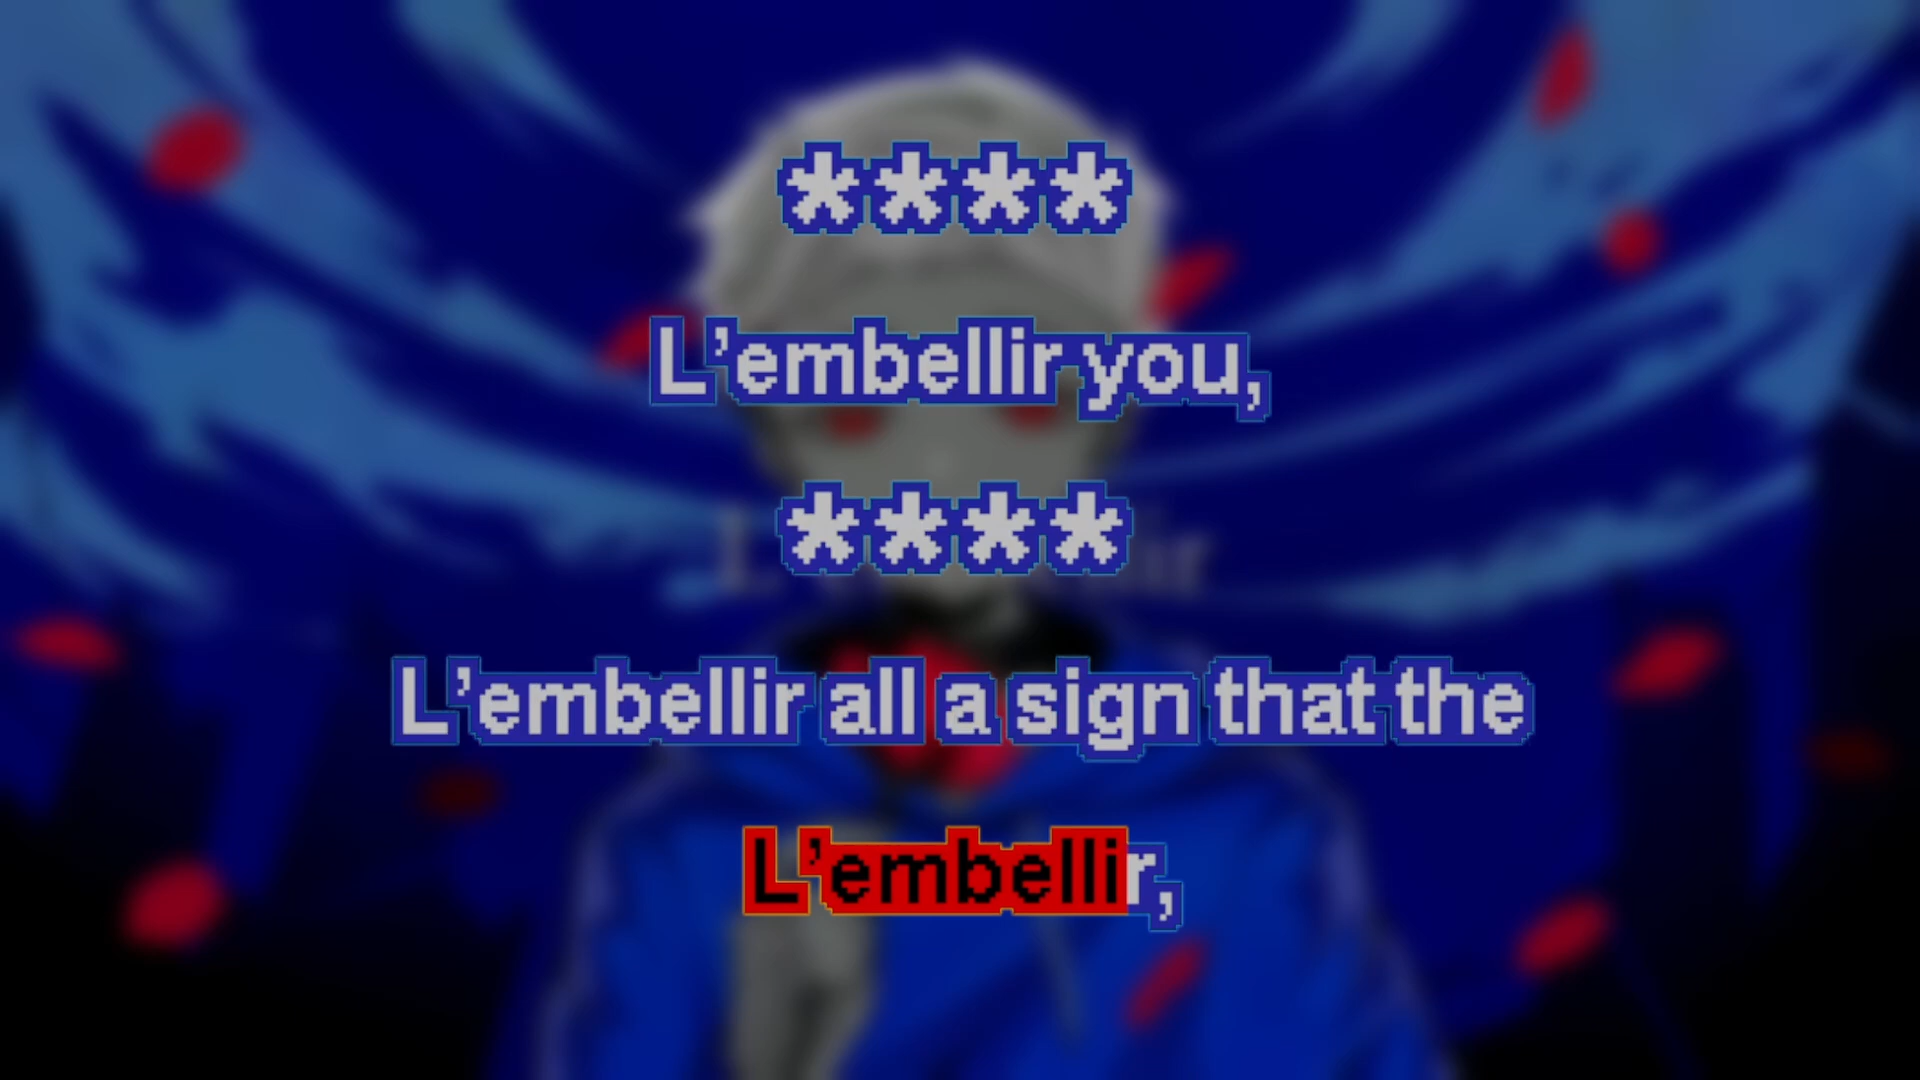 ****
L'embellir you,
****
L'embellir all a sign that the
L'embellir,